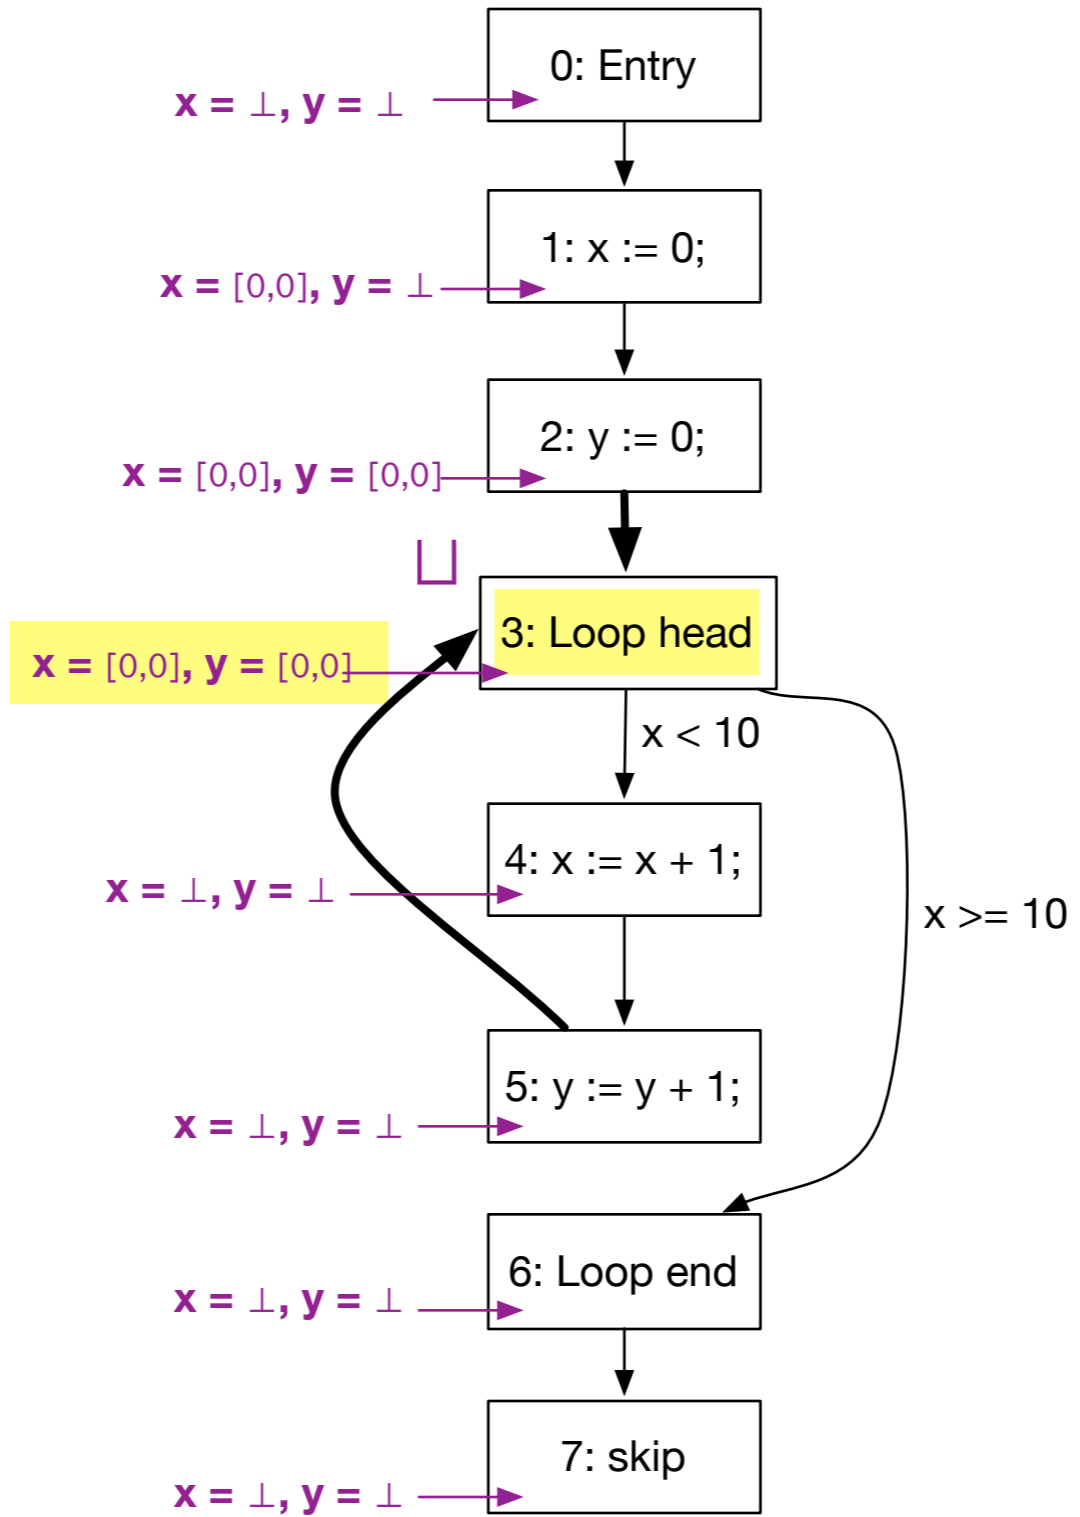 0: Entry
x = ⊥, y = ⊥
1: x := 0;
x = [0,0], y = ⊥
2: y := 0;
x = [0,0], y = [0,0]
⊔
3: Loop head
x = [0,0], y = [0,0]
x < 10
4: x := x + 1;
x = ⊥, y = ⊥
x >= 10
5: y := y + 1;
x = ⊥, y = ⊥
6: Loop end
x = ⊥, y = ⊥
7: skip
x = ⊥, y = ⊥